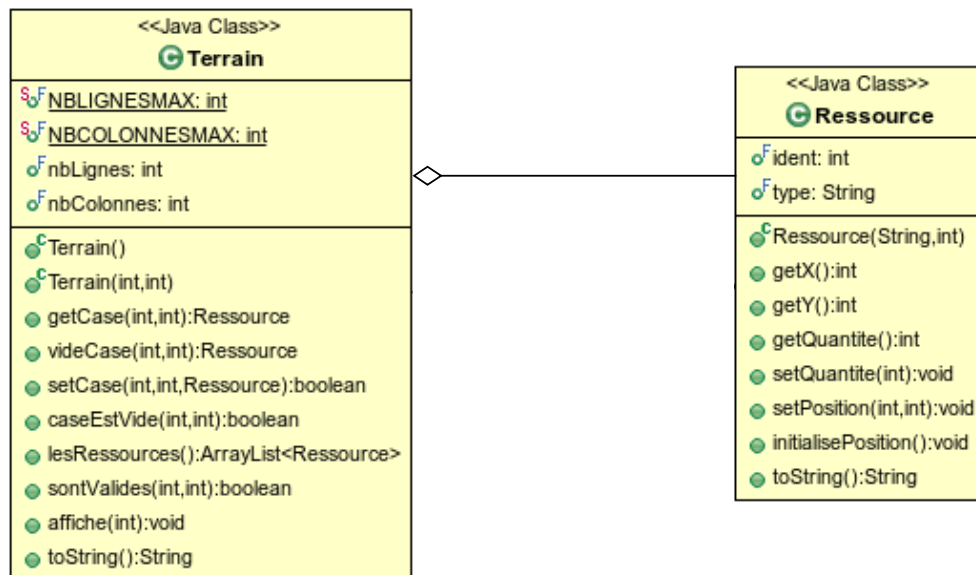 <<Java Class>>
C Terrain
S F NBLIGNESMAX: int
S F NBCOLONNESMAX: int
F nbLignes: int
F nbColonnes: int
C Terrain()
C Terrain(int,int)
getCase(int,int):Ressource
videCase(int,int):Ressource
setCase(int,int,Ressource):boolean
caseEstVide(int,int):boolean
lesRessources():ArrayList<Ressource>
sontValides(int,int):boolean
affiche(int):void
toString():String
<<Java Class>>
C Ressource
F ident: int
F type: String
C Ressource(String,int)
getX():int
getY():int
getQuantite():int
setQuantite(int):void
setPosition(int,int):void
initialisePosition():void
toString():String